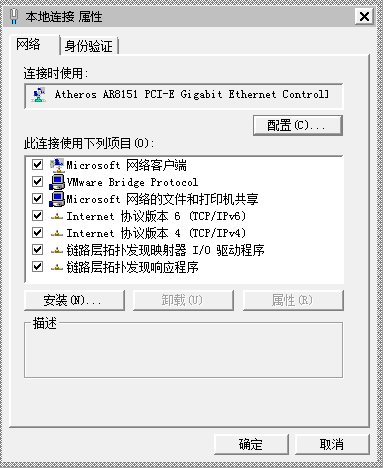 本地连接 属性
网络
身份验证
连接时使用:
Atheros AR8151 PCI-E Gigabit Ethernet Controll
配置(C)...
此连接使用下列项目(O):
Microsoft 网络客户端
VMware Bridge Protocol
Microsoft 网络的文件和打印机共享
Internet 协议版本 6 (TCP/IPv6)
Internet 协议版本 4 (TCP/IPv4)
链路层拓扑发现映射器 I/O 驱动程序
链路层拓扑发现响应程序
安装(N)...
卸载(U)
属性(R)
描述
确定
取消